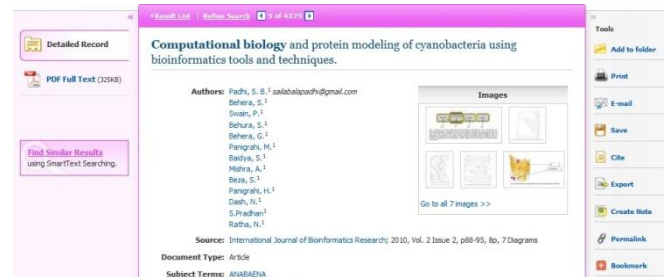 «
Detailed Record
PDF Full Text (325KB)
Find Similar Results
using SmartText Searching.
Result List | Refine Search 3 of 4273
Computational biology and protein modeling of cyanobacteria using
bioinformatics tools and techniques.
Authors: Padhi, S. B.¹ sailabalapadhi@gmail.com
Behera, S.¹
Swain, P.¹
Behura, S.¹
Behera, G.¹
Panigrahi, M.¹
Baidya, S.¹
Mishra, A.¹
Beza, S.¹
Panigrahi, H.¹
Dash, N.¹
S.Pradhan¹
Ratha, N.¹
Source: International Journal of Bioinformatics Research; 2010, Vol. 2 Issue 2, p88-95, 8p, 7 Diagrams
Document Type: Article
Subject Terms: ANABAENA
Images
Go to all 7 images >>
»
Tools
Add to folder
Print
E-mail
Save
Cite
Export
Create Note
Permalink
Bookmark